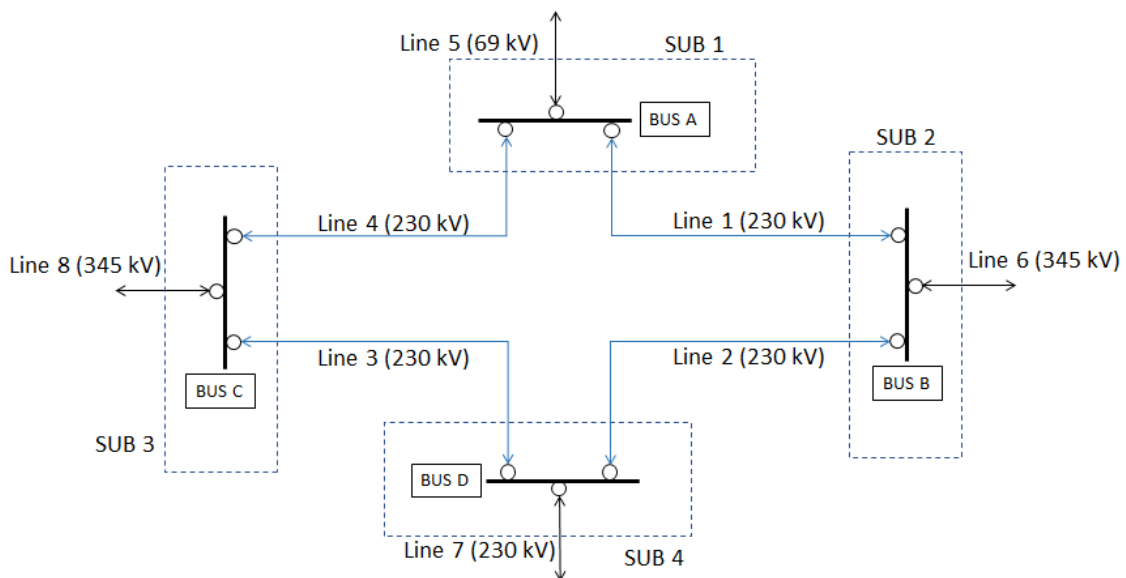 Line 5 (69 kV)
SUB 1
BUS A
SUB 2
Line 4 (230 kV)
Line 1 (230 kV)
Line 8 (345 kV)
Line 6 (345 kV)
Line 3 (230 kV)
Line 2 (230 kV)
BUS C
BUS B
SUB 3
BUS D
Line 7 (230 kV)
SUB 4